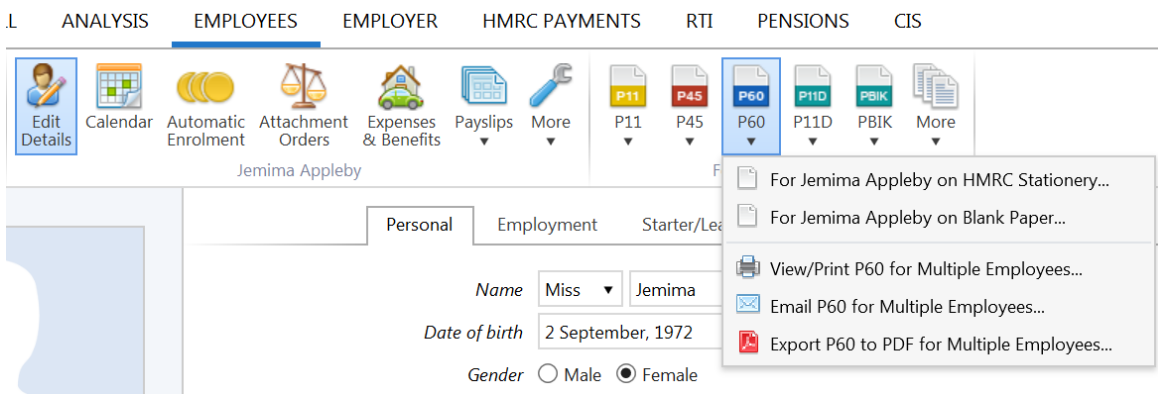 ANALYSIS EMPLOYEES EMPLOYER HMRC PAYMENTS RTI PENSIONS CIS
P11 P45 P60 P11D PBIK
Edit Details Calendar Automatic Enrolment Attachment Orders Expenses & Benefits Payslips More P11 P45 P60 P11D PBIK More
Jemima Appleby
For Jemima Appleby on HMRC Stationery...
For Jemima Appleby on Blank Paper...
View/Print P60 for Multiple Employees...
Email P60 for Multiple Employees...
Export P60 to PDF for Multiple Employees...
Personal Employment Starter/Lea
Name Miss Jemima
Date of birth 2 September, 1972
Gender Male Female